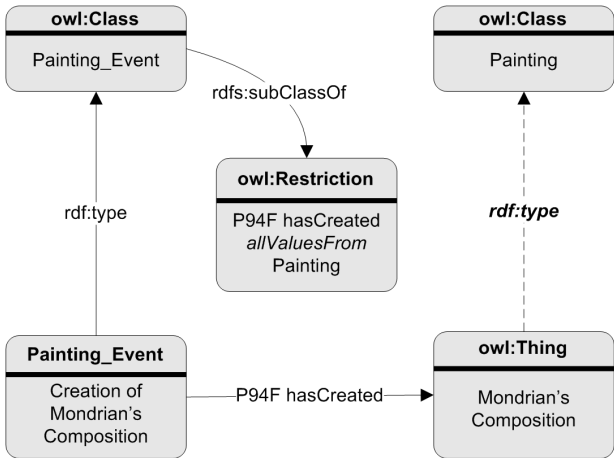 owl:Class
Painting_Event
owl:Class
Painting
rdfs:subClassOf
owl:Restriction
P94F hasCreated
allValuesFrom
Painting
rdf:type
rdf:type
Painting_Event
Creation of
Mondrian’s
Composition
P94F hasCreated
owl:Thing
Mondrian’s
Composition